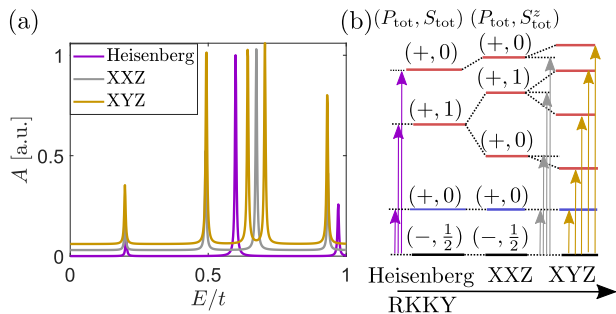 (a)
1
0.5
0
A [a.u.]
Heisenberg
XXZ
XYZ
0 0.5 1
E/t
(b) (P_tot, S_tot) (P_tot, S^z_tot)
(+, 0) (+, 0)
(+, 1) (+, 1)
(+, 0)
(+, 0) (+, 0)
(−, 1/2) (−, 1/2)
Heisenberg XXZ XYZ
RKKY